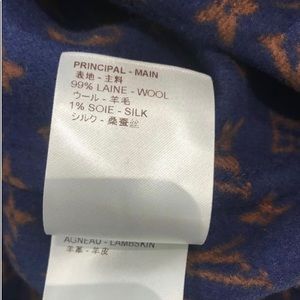 PRINCIPAL - MAIN
表地 - 主料
99% LAINE - WOOL
ウール - 羊毛
1% SOIE - SILK
シルク - 桑蚕丝
AGNEAU - LAMBSKIN
羊革 - 羊皮